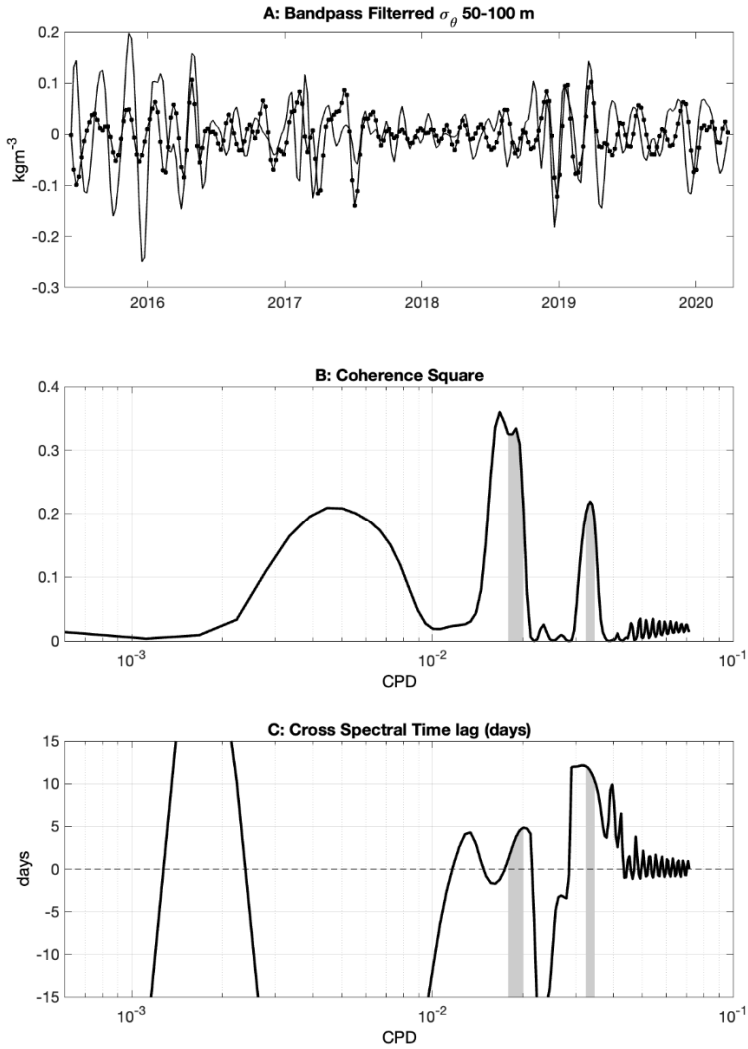 A: Bandpass Filterred σθ 50-100 m
0.2
0.1
0
-0.1
-0.2
-0.3
kgm-3
2016 2017 2018 2019 2020
B: Coherence Square
0.4
0.3
0.2
0.1
0
10-3 10-2 10-1
CPD
C: Cross Spectral Time lag (days)
15
10
5
0
-5
-10
-15
days
10-3 10-2 10-1
CPD